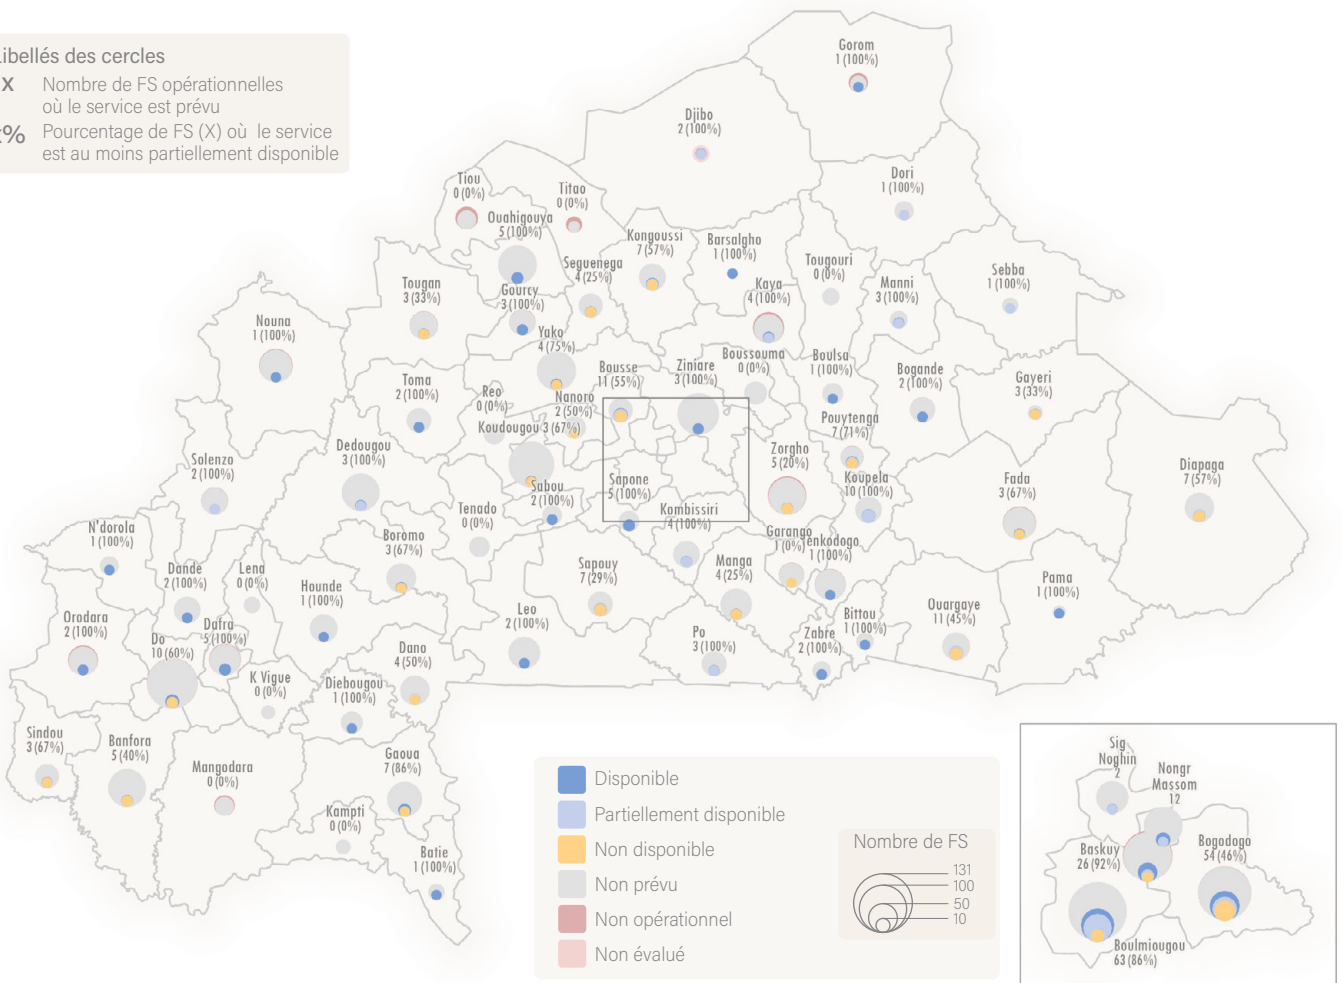 Libellés des cercles
X Nombre de FS opérationnelles
où le service est prévu
% Pourcentage de FS (X) où le service
est au moins partiellement disponible
Gorom
1 (100%)
Djibo
2 (100%)
Dori
1 (100%)
Tiou
0 (0%)
Titao
0 (0%)
Ouahigouya
5 (100%)
Kongoussi
7 (57%)
Barsalgho
1 (100%)
Seguenega
4 (25%)
Tougouri
0 (0%)
Sebba
1 (100%)
Tougan
3 (33%)
Gourcy
3 (100%)
Kaya
4 (100%)
Manni
3 (100%)
Nouna
1 (100%)
Yako
4 (75%)
Bousse
11 (55%)
Ziniare
3 (100%)
Boussouma
0 (0%)
Boulsa
1 (100%)
Bogande
2 (100%)
Gayeri
3 (33%)
Toma
2 (100%)
Reo
0 (0%)
Nanoro
2 (50%)
Koudougou 3 (67%)
Pouytenga
7 (71%)
Dedougou
3 (100%)
Solenzo
2 (100%)
Zorgho
5 (20%)
Koupela
10 (100%)
Fada
3 (67%)
Diapaga
7 (57%)
Sabou
2 (100%)
Sapone
5 (100%)
Kombissiri
4 (100%)
Tenado
0 (0%)
N'dorola
1 (100%)
Boromo
3 (67%)
Garango
1 (0%)
Tenkodogo
1 (100%)
Dande
2 (100%)
Lena
0 (0%)
Hounde
1 (100%)
Sapouy
7 (29%)
Manga
4 (25%)
Pama
1 (100%)
Orodara
2 (100%)
Leo
2 (100%)
Bittou
1 (100%)
Ouargaye
11 (45%)
Dafra
5 (100%)
Do
10 (60%)
Po
3 (100%)
Zabre
2 (100%)
Dano
4 (50%)
K Vigue
0 (0%)
Diebougou
1 (100%)
Sindou
3 (67%)
Banfora
5 (40%)
Mangodara
0 (0%)
Gaoua
7 (86%)
Kampti
0 (0%)
Batie
1 (100%)
Disponible
Partiellement disponible
Non disponible
Non prévu
Non opérationnel
Non évalué
Nombre de FS
131
100
50
10
Sig
Noghin
2
Nongr
Massom
12
Baskuy
26 (92%)
Bogodogo
54 (46%)
Boulmiougou
63 (86%)